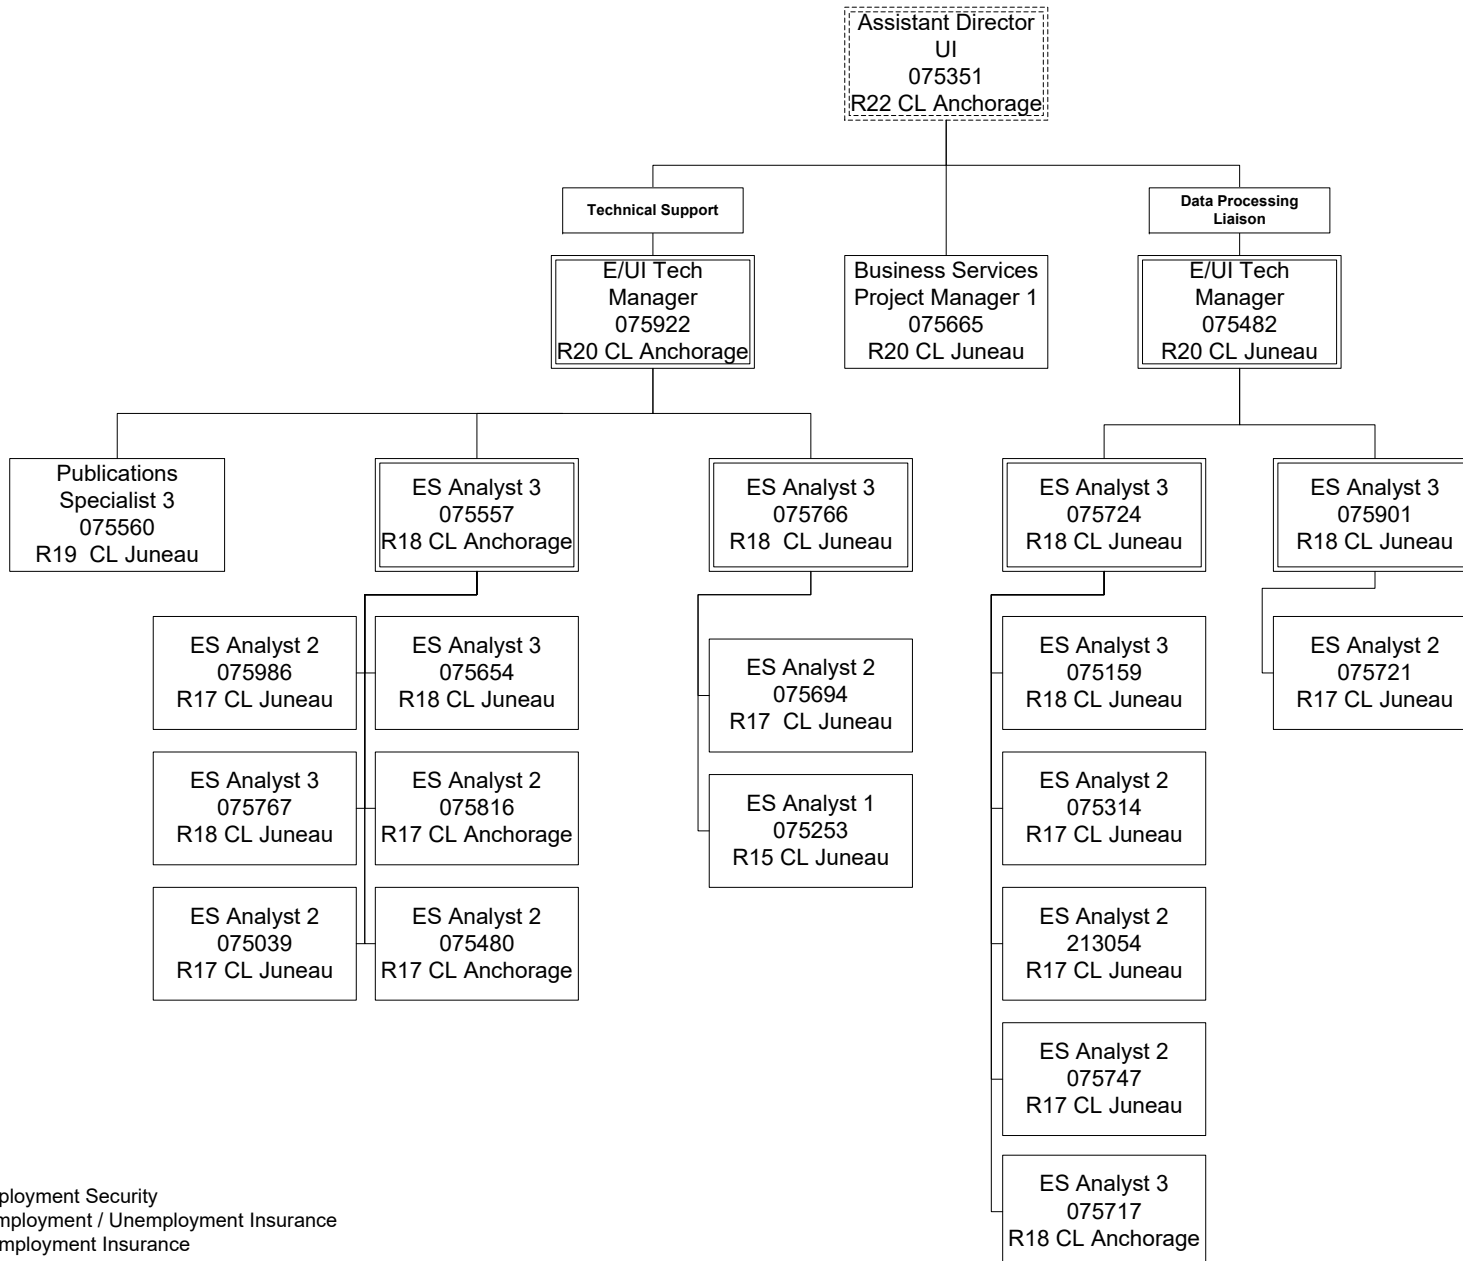 Assistant Director
UI
075351
R22 CL Anchorage
Technical Support
Data Processing
Liaison
E/UI Tech
Manager
075922
R20 CL Anchorage
Business Services
Project Manager 1
075665
R20 CL Juneau
E/UI Tech
Manager
075482
R20 CL Juneau
Publications
Specialist 3
075560
R19  CL Juneau
ES Analyst 3
075557
R18 CL Anchorage
ES Analyst 3
075766
R18  CL Juneau
ES Analyst 3
075724
R18 CL Juneau
ES Analyst 3
075901
R18 CL Juneau
ES Analyst 2
075986
R17 CL Juneau
ES Analyst 3
075654
R18 CL Juneau
ES Analyst 2
075694
R17  CL Juneau
ES Analyst 3
075159
R18 CL Juneau
ES Analyst 2
075721
R17 CL Juneau
ES Analyst 3
075767
R18 CL Juneau
ES Analyst 2
075816
R17 CL Anchorage
ES Analyst 1
075253
R15 CL Juneau
ES Analyst 2
075314
R17 CL Juneau
ES Analyst 2
075039
R17 CL Juneau
ES Analyst 2
075480
R17 CL Anchorage
ES Analyst 2
213054
R17 CL Juneau
ES Analyst 2
075747
R17 CL Juneau
ES Analyst 3
075717
R18 CL Anchorage
ployment Security
mployment / Unemployment Insurance
employment Insurance